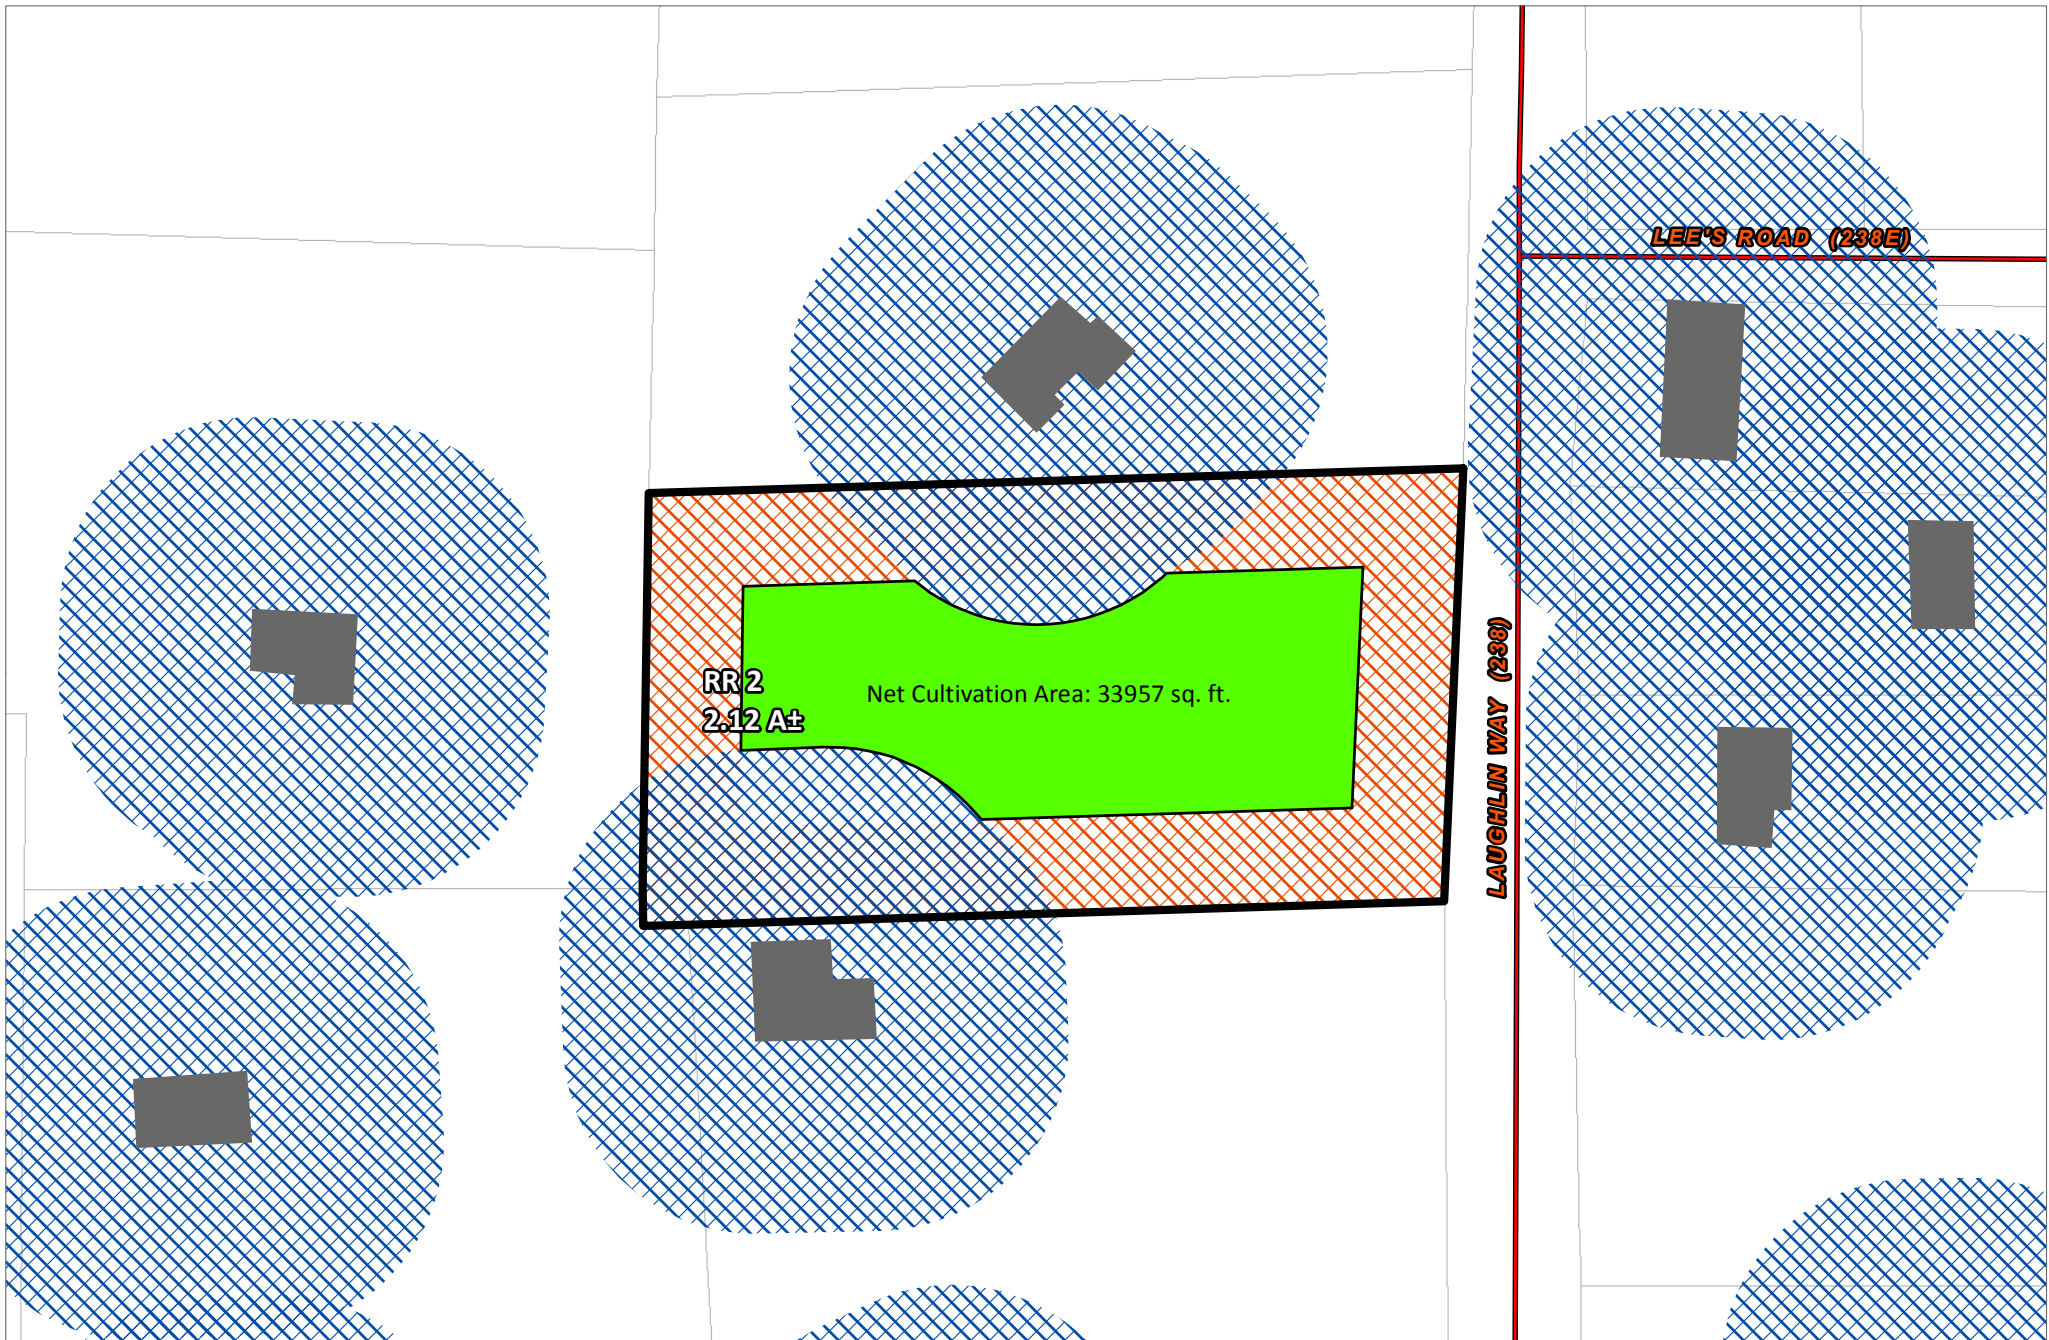 LEE'S ROAD (238E)
LAUGHLIN WAY (238)
RR 2
2.12 A±
Net Cultivation Area: 33957 sq. ft.